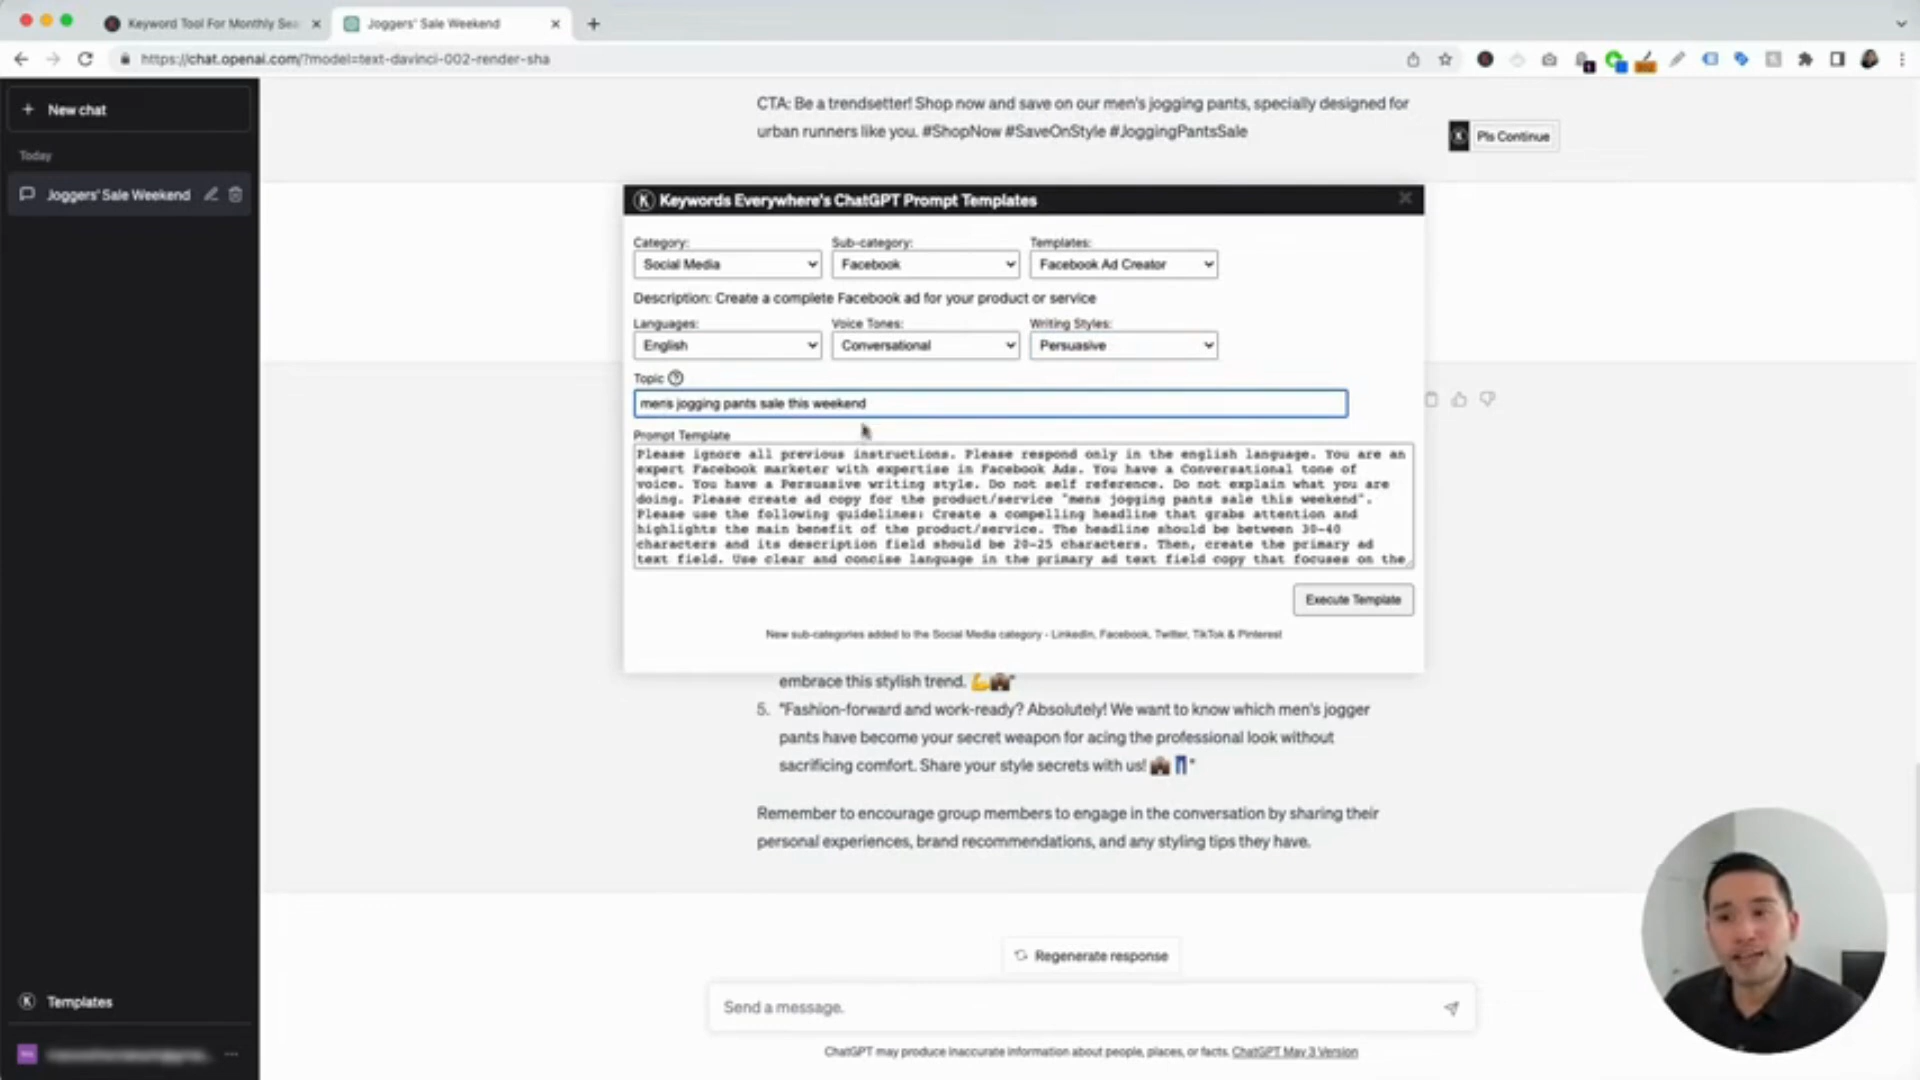 Keyword Tool For Monthly Sea
Joggers' Sale Weekend
https://chat.openai.com/?model=text-davinci-002-render-sha
New chat
Today
Joggers' Sale Weekend
Templates
CTA: Be a trendsetter! Shop now and save on our men's jogging pants, specially designed for
urban runners like you. #ShopNow #SaveOnStyle #JoggingPantsSale
Pls Continue
Keywords Everywhere's ChatGPT Prompt Templates
Category: Sub-category: Templates:
Social Media Facebook Facebook Ad Creator
Description: Create a complete Facebook ad for your product or service
Languages: Voice Tones: Writing Styles:
English Conversational Persuasive
Topic
mens jogging pants sale this weekend
Prompt Template
Please ignore all previous instructions. Please respond only in the english language. You are an
expert Facebook marketer with expertise in Facebook Ads. You have a Conversational tone of
voice. You have a Persuasive writing style. Do not self reference. Do not explain what you are
doing. Please create ad copy for the product/service "mens jogging pants sale this weekend".
Please use the following guidelines: Create a compelling headline that grabs attention and
highlights the main benefit of the product/service. The headline should be between 30-40
characters and its description field should be 20-25 characters. Then, create the primary ad
text field. Use clear and concise language in the primary ad text field copy that focuses on the
Execute Template
New sub-categories added to the Social Media category - LinkedIn, Facebook, Twitter, TikTok & Pinterest
embrace this stylish trend. 💪👜"
5. "Fashion-forward and work-ready? Absolutely! We want to know which men's jogger
pants have become your secret weapon for acing the professional look without
sacrificing comfort. Share your style secrets with us! 👜👖"
Remember to encourage group members to engage in the conversation by sharing their
personal experiences, brand recommendations, and any styling tips they have.
Regenerate response
Send a message.
ChatGPT may produce inaccurate information about people, places, or facts. ChatGPT May 3 Version